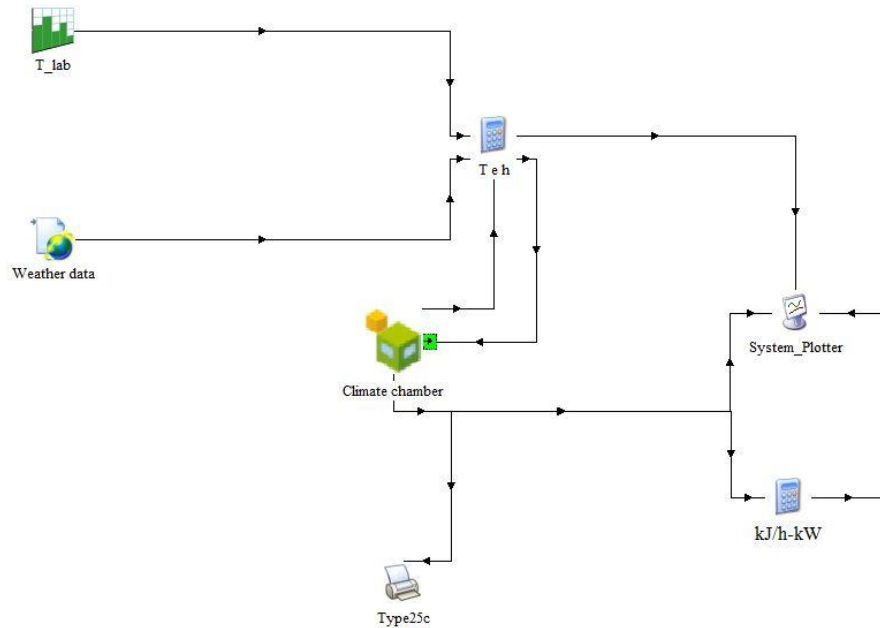 T_lab
T e h
Weather data
System_Plotter
Climate chamber
kJ/h-kW
Type25c